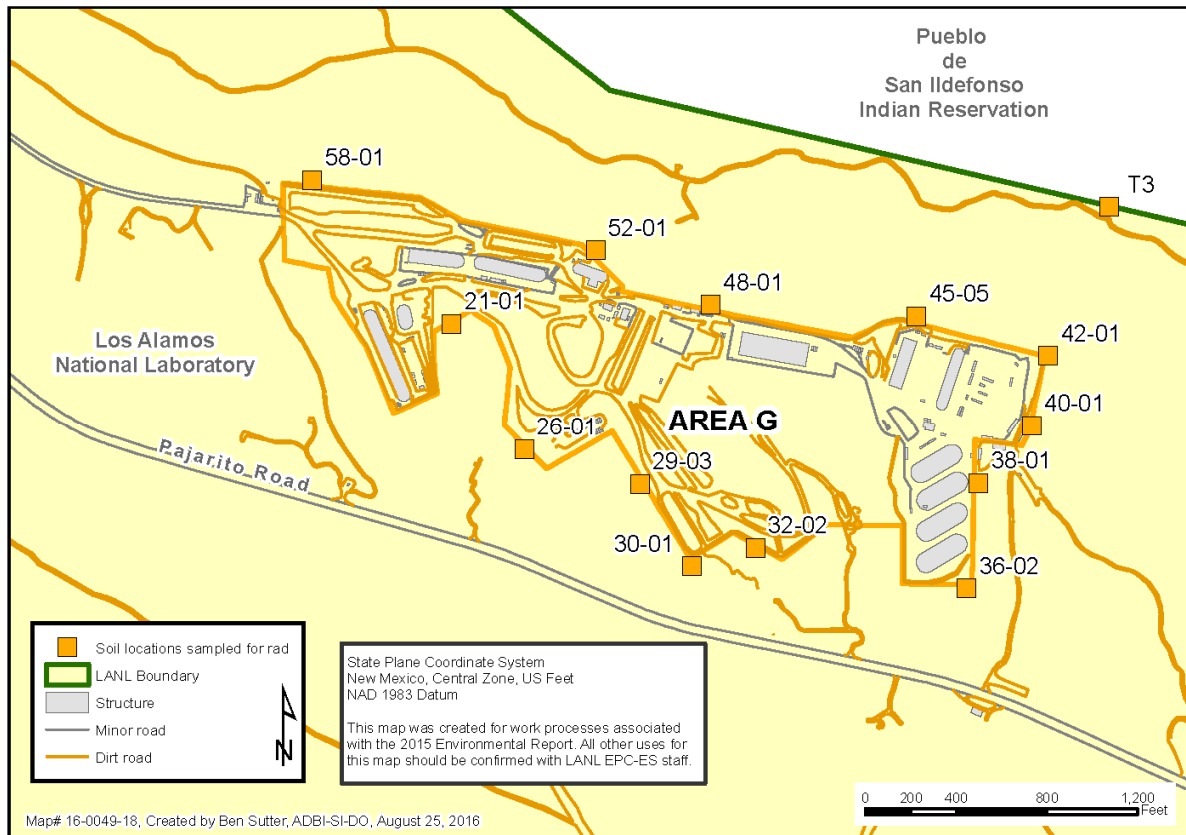 Pueblo
de
San Ildefonso
Indian Reservation
58-01
T3
52-01
48-01
21-01
45-05
42-01
Los Alamos
National Laboratory
40-01
AREA G
26-01
Pajarito Road
29-03
38-01
32-02
30-01
36-02
Soil locations sampled for rad
LANL Boundary
Structure
Minor road
Dirt road
N
State Plane Coordinate System
New Mexico, Central Zone, US Feet
NAD 1983 Datum
This map was created for work processes associated
with the 2015 Environmental Report. All other uses for
this map should be confirmed with LANL EPC-ES staff.
0 200 400 800 1,200
Feet
Map# 16-0049-18, Created by Ben Sutter, ADBI-SI-DO, August 25, 2016